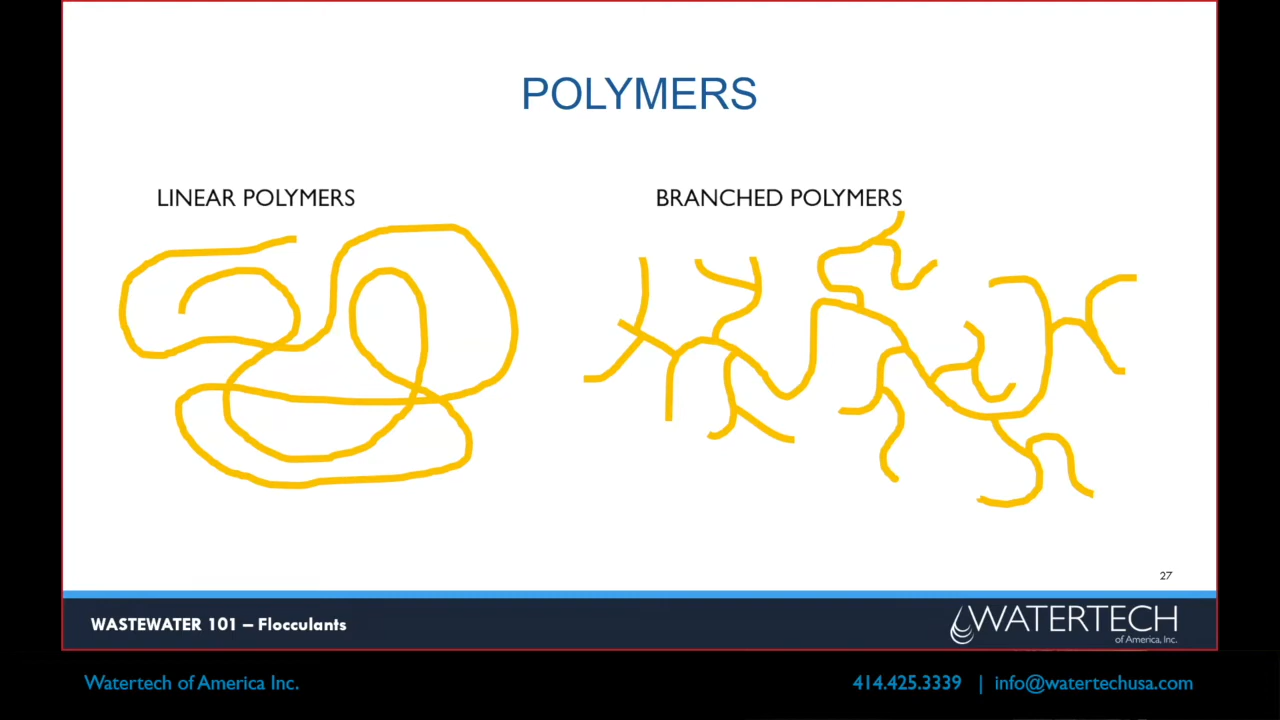 POLYMERS
LINEAR POLYMERS
BRANCHED POLYMERS
27
WASTEWATER 101 – Flocculants
WATERTECH
of America, Inc.
Watertech of America Inc.
414.425.3339 | info@watertechusa.com